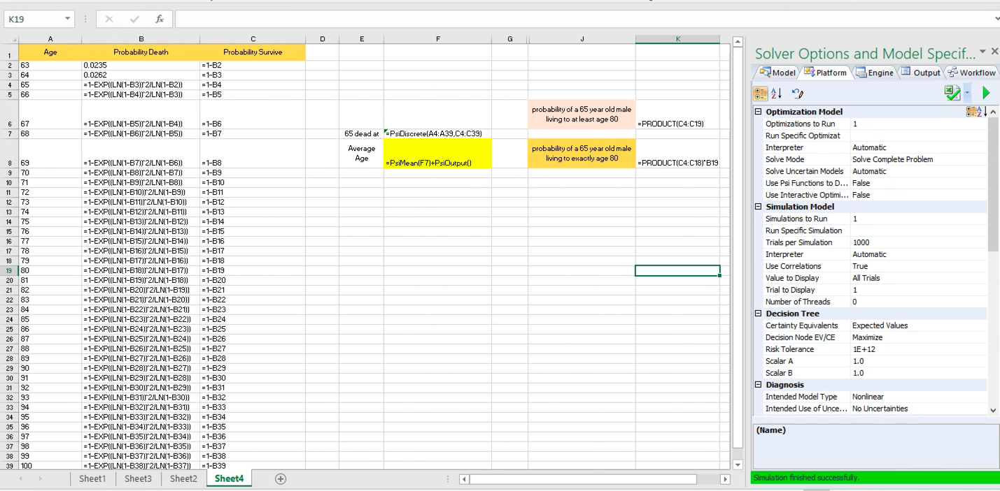 K19
fx
A B C D E F G J K
1 Age Probability Death Probability Survive
2 63 0.0235 =1-B2
3 64 0.0262 =1-B3
4 65 =1-EXP((LN(1-B3))^2/LN(1-B2)) =1-B4
5 66 =1-EXP((LN(1-B4))^2/LN(1-B3)) =1-B5
probability of a 65 year old male
living to at least age 80
6 67 =1-EXP((LN(1-B5))^2/LN(1-B4)) =1-B6 =PRODUCT(C4:C19)
7 68 =1-EXP((LN(1-B6))^2/LN(1-B5)) =1-B7 65 dead at =PsiDiscrete(A4:A39,C4:C39)
Average
Age
probability of a 65 year old male
living to exactly age 80
8 69 =1-EXP((LN(1-B7))^2/LN(1-B6)) =1-B8 =PsiMean(F7)+PsiOutput() =PRODUCT(C4:C18)*B19
9 70 =1-EXP((LN(1-B8))^2/LN(1-B7)) =1-B9
10 71 =1-EXP((LN(1-B9))^2/LN(1-B8)) =1-B10
11 72 =1-EXP((LN(1-B10))^2/LN(1-B9)) =1-B11
12 73 =1-EXP((LN(1-B11))^2/LN(1-B10)) =1-B12
13 74 =1-EXP((LN(1-B12))^2/LN(1-B11)) =1-B13
14 75 =1-EXP((LN(1-B13))^2/LN(1-B12)) =1-B14
15 76 =1-EXP((LN(1-B14))^2/LN(1-B13)) =1-B15
16 77 =1-EXP((LN(1-B15))^2/LN(1-B14)) =1-B16
17 78 =1-EXP((LN(1-B16))^2/LN(1-B15)) =1-B17
18 79 =1-EXP((LN(1-B17))^2/LN(1-B16)) =1-B18
19 80 =1-EXP((LN(1-B18))^2/LN(1-B17)) =1-B19
20 81 =1-EXP((LN(1-B19))^2/LN(1-B18)) =1-B20
21 82 =1-EXP((LN(1-B20))^2/LN(1-B19)) =1-B21
22 83 =1-EXP((LN(1-B21))^2/LN(1-B20)) =1-B22
23 84 =1-EXP((LN(1-B22))^2/LN(1-B21)) =1-B23
24 85 =1-EXP((LN(1-B23))^2/LN(1-B22)) =1-B24
25 86 =1-EXP((LN(1-B24))^2/LN(1-B23)) =1-B25
26 87 =1-EXP((LN(1-B25))^2/LN(1-B24)) =1-B26
27 88 =1-EXP((LN(1-B26))^2/LN(1-B25)) =1-B27
28 89 =1-EXP((LN(1-B27))^2/LN(1-B26)) =1-B28
29 90 =1-EXP((LN(1-B28))^2/LN(1-B27)) =1-B29
30 91 =1-EXP((LN(1-B29))^2/LN(1-B28)) =1-B30
31 92 =1-EXP((LN(1-B30))^2/LN(1-B29)) =1-B31
32 93 =1-EXP((LN(1-B31))^2/LN(1-B30)) =1-B32
33 94 =1-EXP((LN(1-B32))^2/LN(1-B31)) =1-B33
34 95 =1-EXP((LN(1-B33))^2/LN(1-B32)) =1-B34
35 96 =1-EXP((LN(1-B34))^2/LN(1-B33)) =1-B35
36 97 =1-EXP((LN(1-B35))^2/LN(1-B34)) =1-B36
37 98 =1-EXP((LN(1-B36))^2/LN(1-B35)) =1-B37
38 99 =1-EXP((LN(1-B37))^2/LN(1-B36)) =1-B38
39 100 =1-EXP((LN(1-B38))^2/LN(1-B37)) =1-B39
Sheet1 Sheet3 Sheet2 Sheet4
Solver Options and Model Specif...
Model Platform Engine Output Workflow
Optimization Model
Optimizations to Run 1
Run Specific Optimizat
Interpreter Automatic
Solve Mode Solve Complete Problem
Solve Uncertain Models Automatic
Use Psi Functions to D... False
Use Interactive Optimi... False
Simulation Model
Simulations to Run 1
Run Specific Simulation
Trials per Simulation 1000
Interpreter Automatic
Use Correlations True
Value to Display All Trials
Trial to Display 1
Number of Threads 0
Decision Tree
Certainty Equivalents Expected Values
Decision Node EV/CE Maximize
Risk Tolerance 1E+12
Scalar A 1.0
Scalar B 1.0
Diagnosis
Intended Model Type Nonlinear
Intended Use of Unce... No Uncertainties
(Name)
Simulation finished successfully.